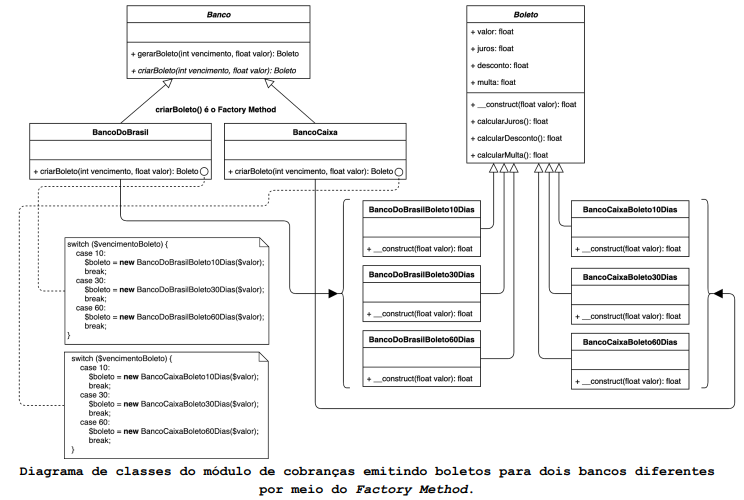 Banco
+ gerarBoleto(int vencimento, float valor): Boleto
+ criarBoleto(int vencimento, float valor): Boleto
criarBoleto() é o Factory Method
BancoDoBrasil
+ criarBoleto(int vencimento, float valor): Boleto
BancoCaixa
+ criarBoleto(int vencimento, float valor): Boleto
Boleto
+ valor: float
+ juros: float
+ desconto: float
+ multa: float
+ __construct(float valor): float
+ calcularJuros(): float
+ calcularDesconto(): float
+ calcularMulta(): float
BancoDoBrasilBoleto10Dias
+ __construct(float valor): float
BancoDoBrasilBoleto30Dias
+ __construct(float valor): float
BancoDoBrasilBoleto60Dias
+ __construct(float valor): float
BancoCaixaBoleto10Dias
+ __construct(float valor): float
BancoCaixaBoleto30Dias
+ __construct(float valor): float
BancoCaixaBoleto60Dias
+ __construct(float valor): float
switch ($vencimentoBoleto) {
case 10:
$boleto = new BancoDoBrasilBoleto10Dias($valor);
break;
case 30:
$boleto = new BancoDoBrasilBoleto30Dias($valor);
break;
case 60:
$boleto = new BancoDoBrasilBoleto60Dias($valor);
break;
}
switch ($vencimentoBoleto) {
case 10:
$boleto = new BancoCaixaBoleto10Dias($valor);
break;
case 30:
$boleto = new BancoCaixaBoleto30Dias($valor);
break;
case 60:
$boleto = new BancoCaixaBoleto60Dias($valor);
break;
}
Diagrama de classes do módulo de cobranças emitindo boletos para dois bancos diferentes
por meio do Factory Method.